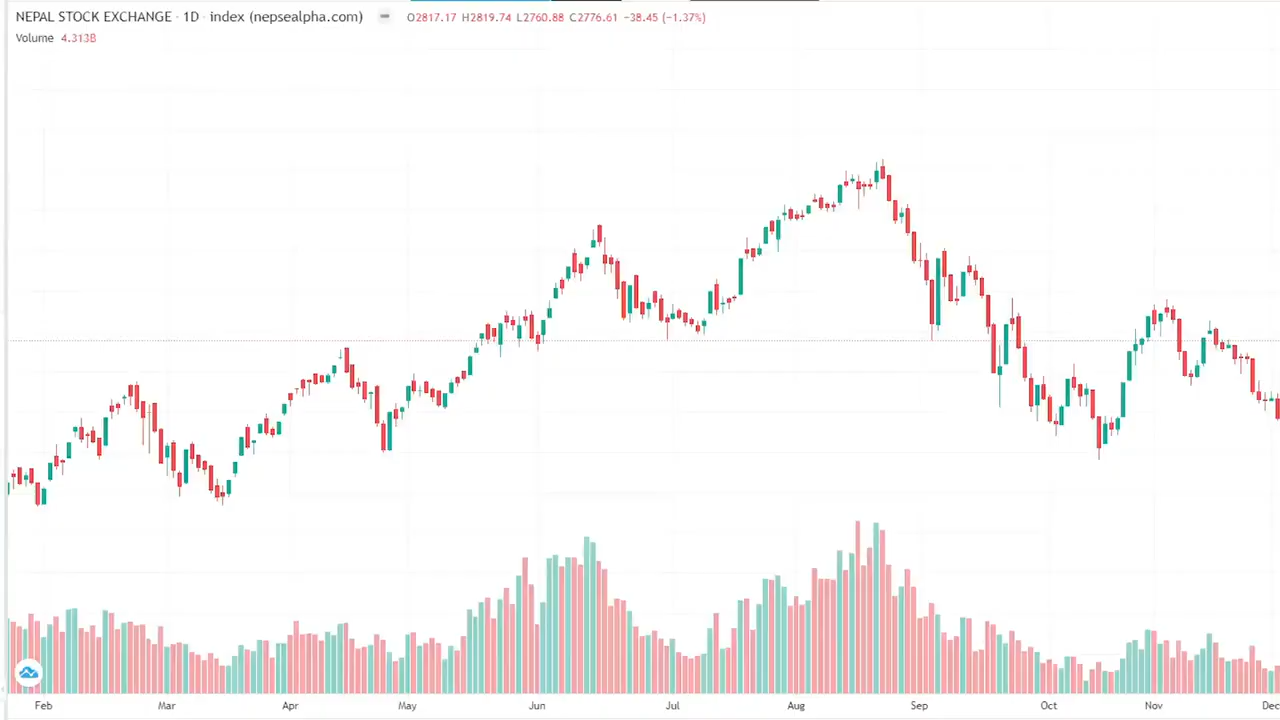 NEPAL STOCK EXCHANGE · 1D · index (nepsealpha.com) O2817.17 H2819.74 L2760.88 C2776.61 −38.45 (−1.37%)
Volume 4.313B
Feb Mar Apr May Jun Jul Aug Sep Oct Nov Dec